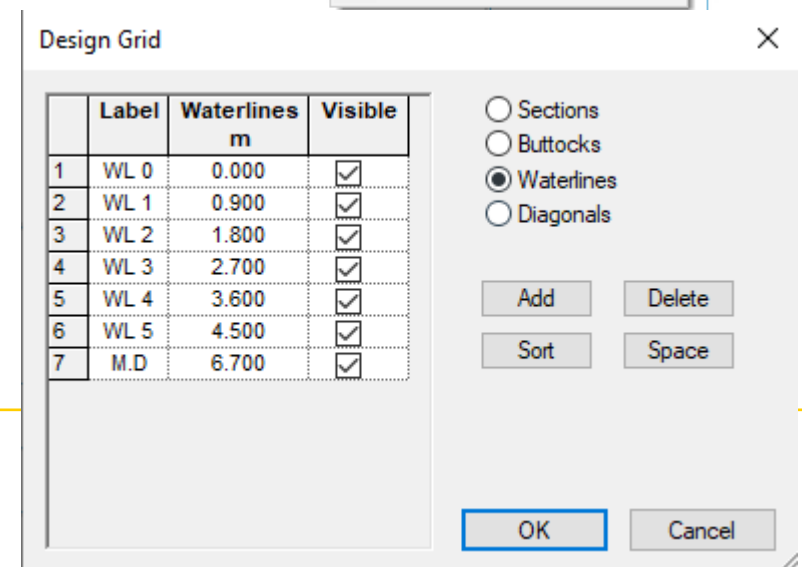 Design Grid
Label Waterlines m Visible
1 WL 0 0.000
2 WL 1 0.900
3 WL 2 1.800
4 WL 3 2.700
5 WL 4 3.600
6 WL 5 4.500
7 M.D 6.700
Sections
Buttocks
Waterlines
Diagonals
Add Delete
Sort Space
OK Cancel